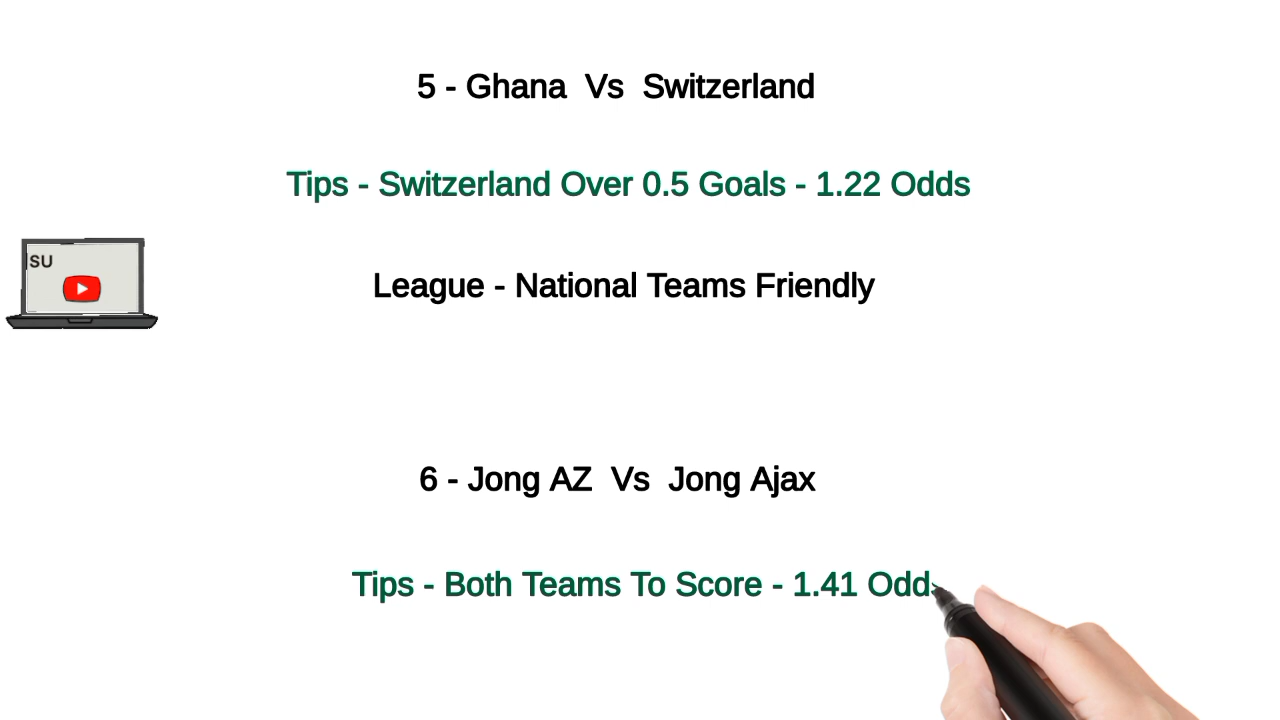 5 - Ghana Vs Switzerland
Tips - Switzerland Over 0.5 Goals - 1.22 Odds
SU
League - National Teams Friendly
6 - Jong AZ Vs Jong Ajax
Tips - Both Teams To Score - 1.41 Odd